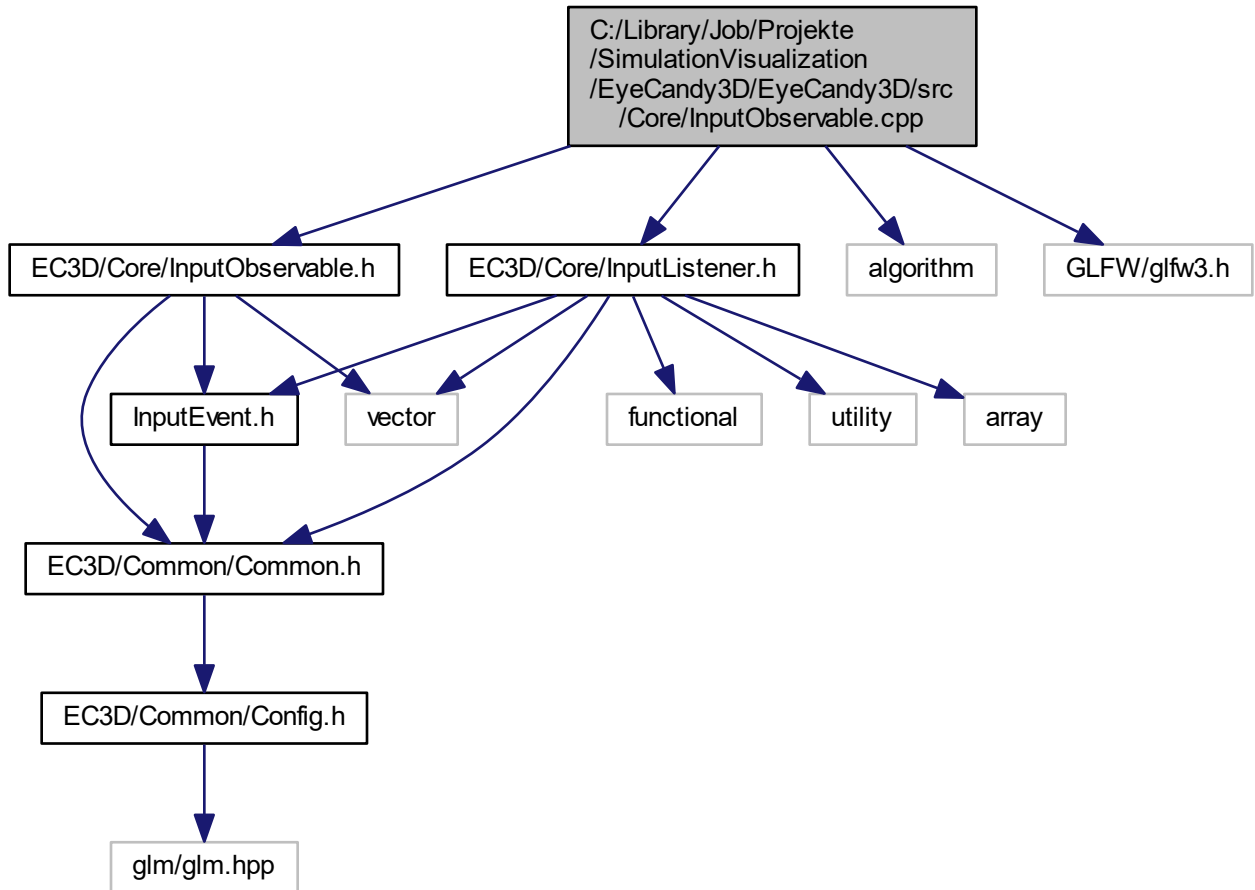 C:/Library/Job/Projekte
/SimulationVisualization
/EyeCandy3D/EyeCandy3D/src
/Core/InputObservable.cpp
EC3D/Core/InputObservable.h
EC3D/Core/InputListener.h
algorithm
GLFW/glfw3.h
InputEvent.h
vector
functional
utility
array
EC3D/Common/Common.h
EC3D/Common/Config.h
glm/glm.hpp